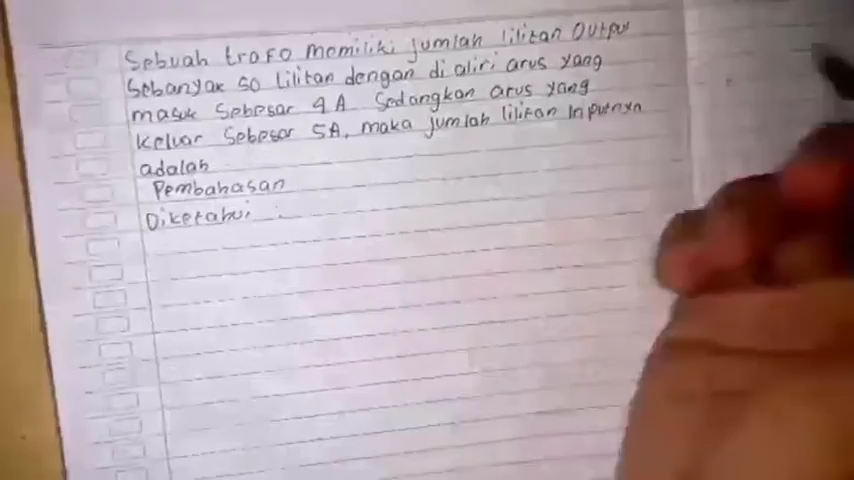 Sebuah trafo memiliki jumlah lilitan output
Sebanyak 50 lilitan dengan di aliri arus yang
masuk Sebesar 4 A Sedangkan arus yang
Keluar Sebesar 5A, maka jumlah lilitan Inputnya
adalah
Pembahasan
Diketahui :